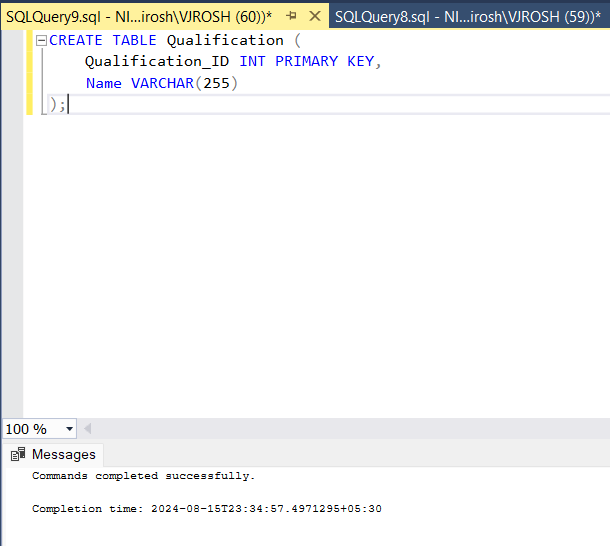 SQLQuery9.sql - NI...irosh\VJROSH (60))* SQLQuery8.sql - NI...irosh\VJROSH (59))*
CREATE TABLE Qualification (
    Qualification_ID INT PRIMARY KEY,
    Name VARCHAR(255)
);
100 %
Messages
Commands completed successfully.
Completion time: 2024-08-15T23:34:57.4971295+05:30